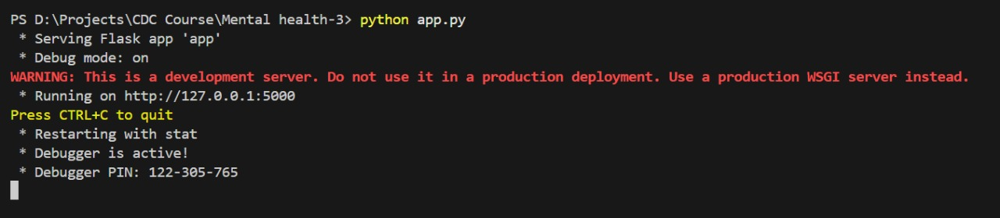 PS D:\Projects\CDC Course\Mental health-3> python app.py
 * Serving Flask app 'app'
 * Debug mode: on
WARNING: This is a development server. Do not use it in a production deployment. Use a production WSGI server instead.
 * Running on http://127.0.0.1:5000
Press CTRL+C to quit
 * Restarting with stat
 * Debugger is active!
 * Debugger PIN: 122-305-765